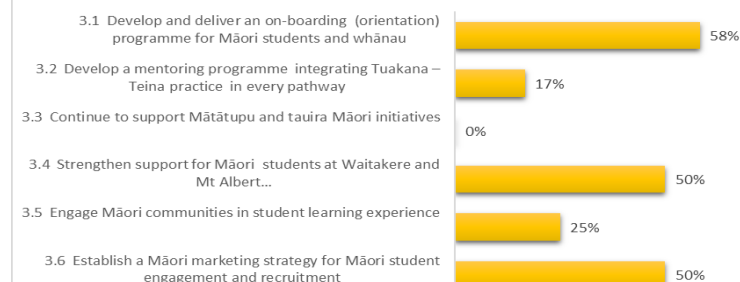 3.1 Develop and deliver an on-boarding (orientation)
programme for Māori students and whānau
58%
3.2 Develop a mentoring programme integrating Tuakana –
Teina practice in every pathway
17%
3.3 Continue to support Mātātupu and tauira Māori initiatives
0%
3.4 Strengthen support for Māori students at Waitakere and
Mt Albert…
50%
3.5 Engage Māori communities in student learning experience
25%
3.6 Establish a Māori marketing strategy for Māori student
engagement and recruitment
50%